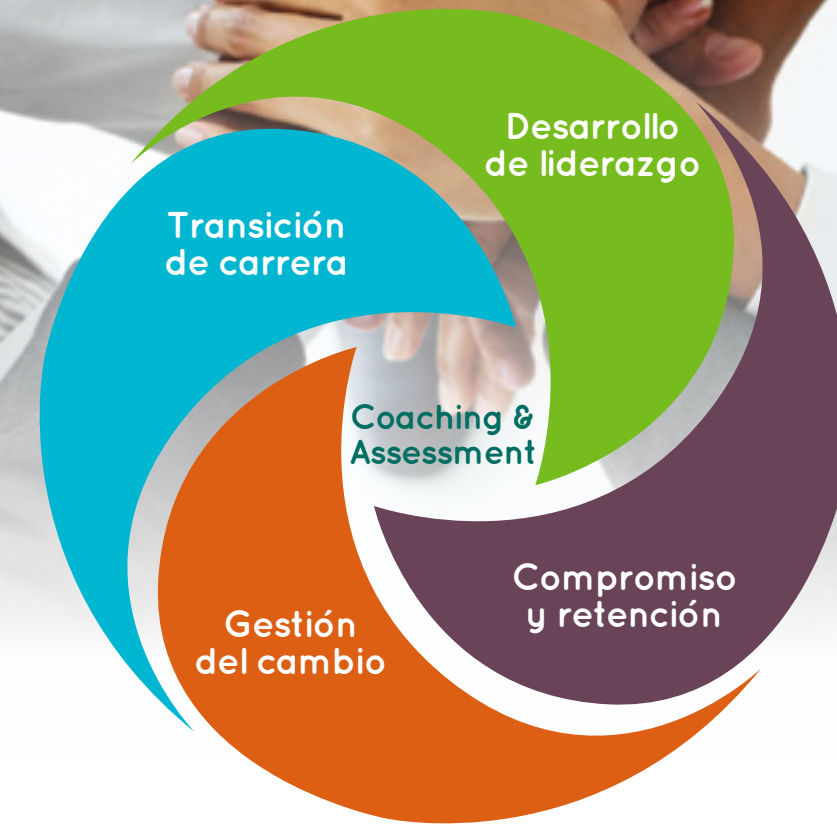 Desarrollo
de liderazgo
Transición
de carrera
Coaching &
Assessment
Compromiso
y retención
Gestión
del cambio